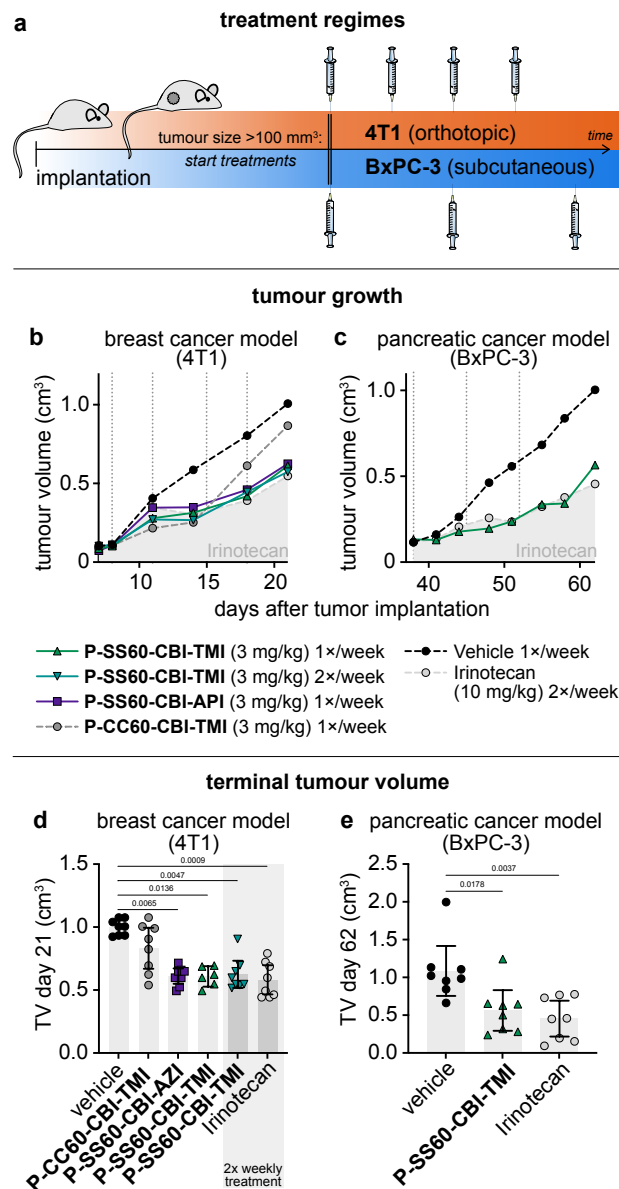 a
treatment regimes
tumour size >100 mm³:
start treatments
4T1 (orthotopic)
time
implantation
BxPC-3 (subcutaneous)
tumour growth
b
breast cancer model
(4T1)
c
pancreatic cancer model
(BxPC-3)
tumour volume (cm³)
1.0
0.5
0
10
15
20
Irinotecan
tumour volume (cm³)
1.0
0.5
0
40
50
60
Irinotecan
days after tumor implantation
P-SS60-CBI-TMI (3 mg/kg) 1×/week
P-SS60-CBI-TMI (3 mg/kg) 2×/week
P-SS60-CBI-API (3 mg/kg) 1×/week
P-CC60-CBI-TMI (3 mg/kg) 1×/week
Vehicle 1×/week
Irinotecan
(10 mg/kg) 2×/week
terminal tumour volume
d
breast cancer model
(4T1)
TV day 21 (cm³)
1.5
1.0
0.5
0.0
0.0009
0.0047
0.0136
0.0065
vehicle
P-CC60-CBI-TMI
P-SS60-CBI-AZI
P-SS60-CBI-TMI
P-SS60-CBI-TMI
Irinotecan
2x weekly
treatment
e
pancreatic cancer model
(BxPC-3)
TV day 62 (cm³)
2.5
2.0
1.5
1.0
0.5
0.0
0.0037
0.0178
vehicle
P-SS60-CBI-TMI
Irinotecan